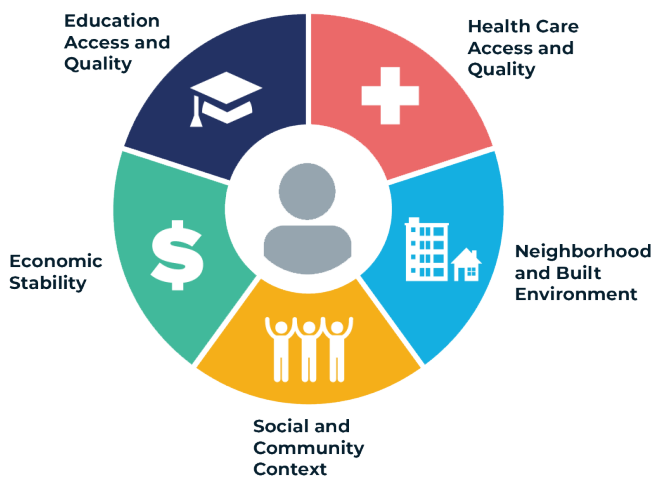 Education
Access and
Quality
Health Care
Access and
Quality
Neighborhood
and Built
Environment
Social and
Community
Context
Economic
Stability
$